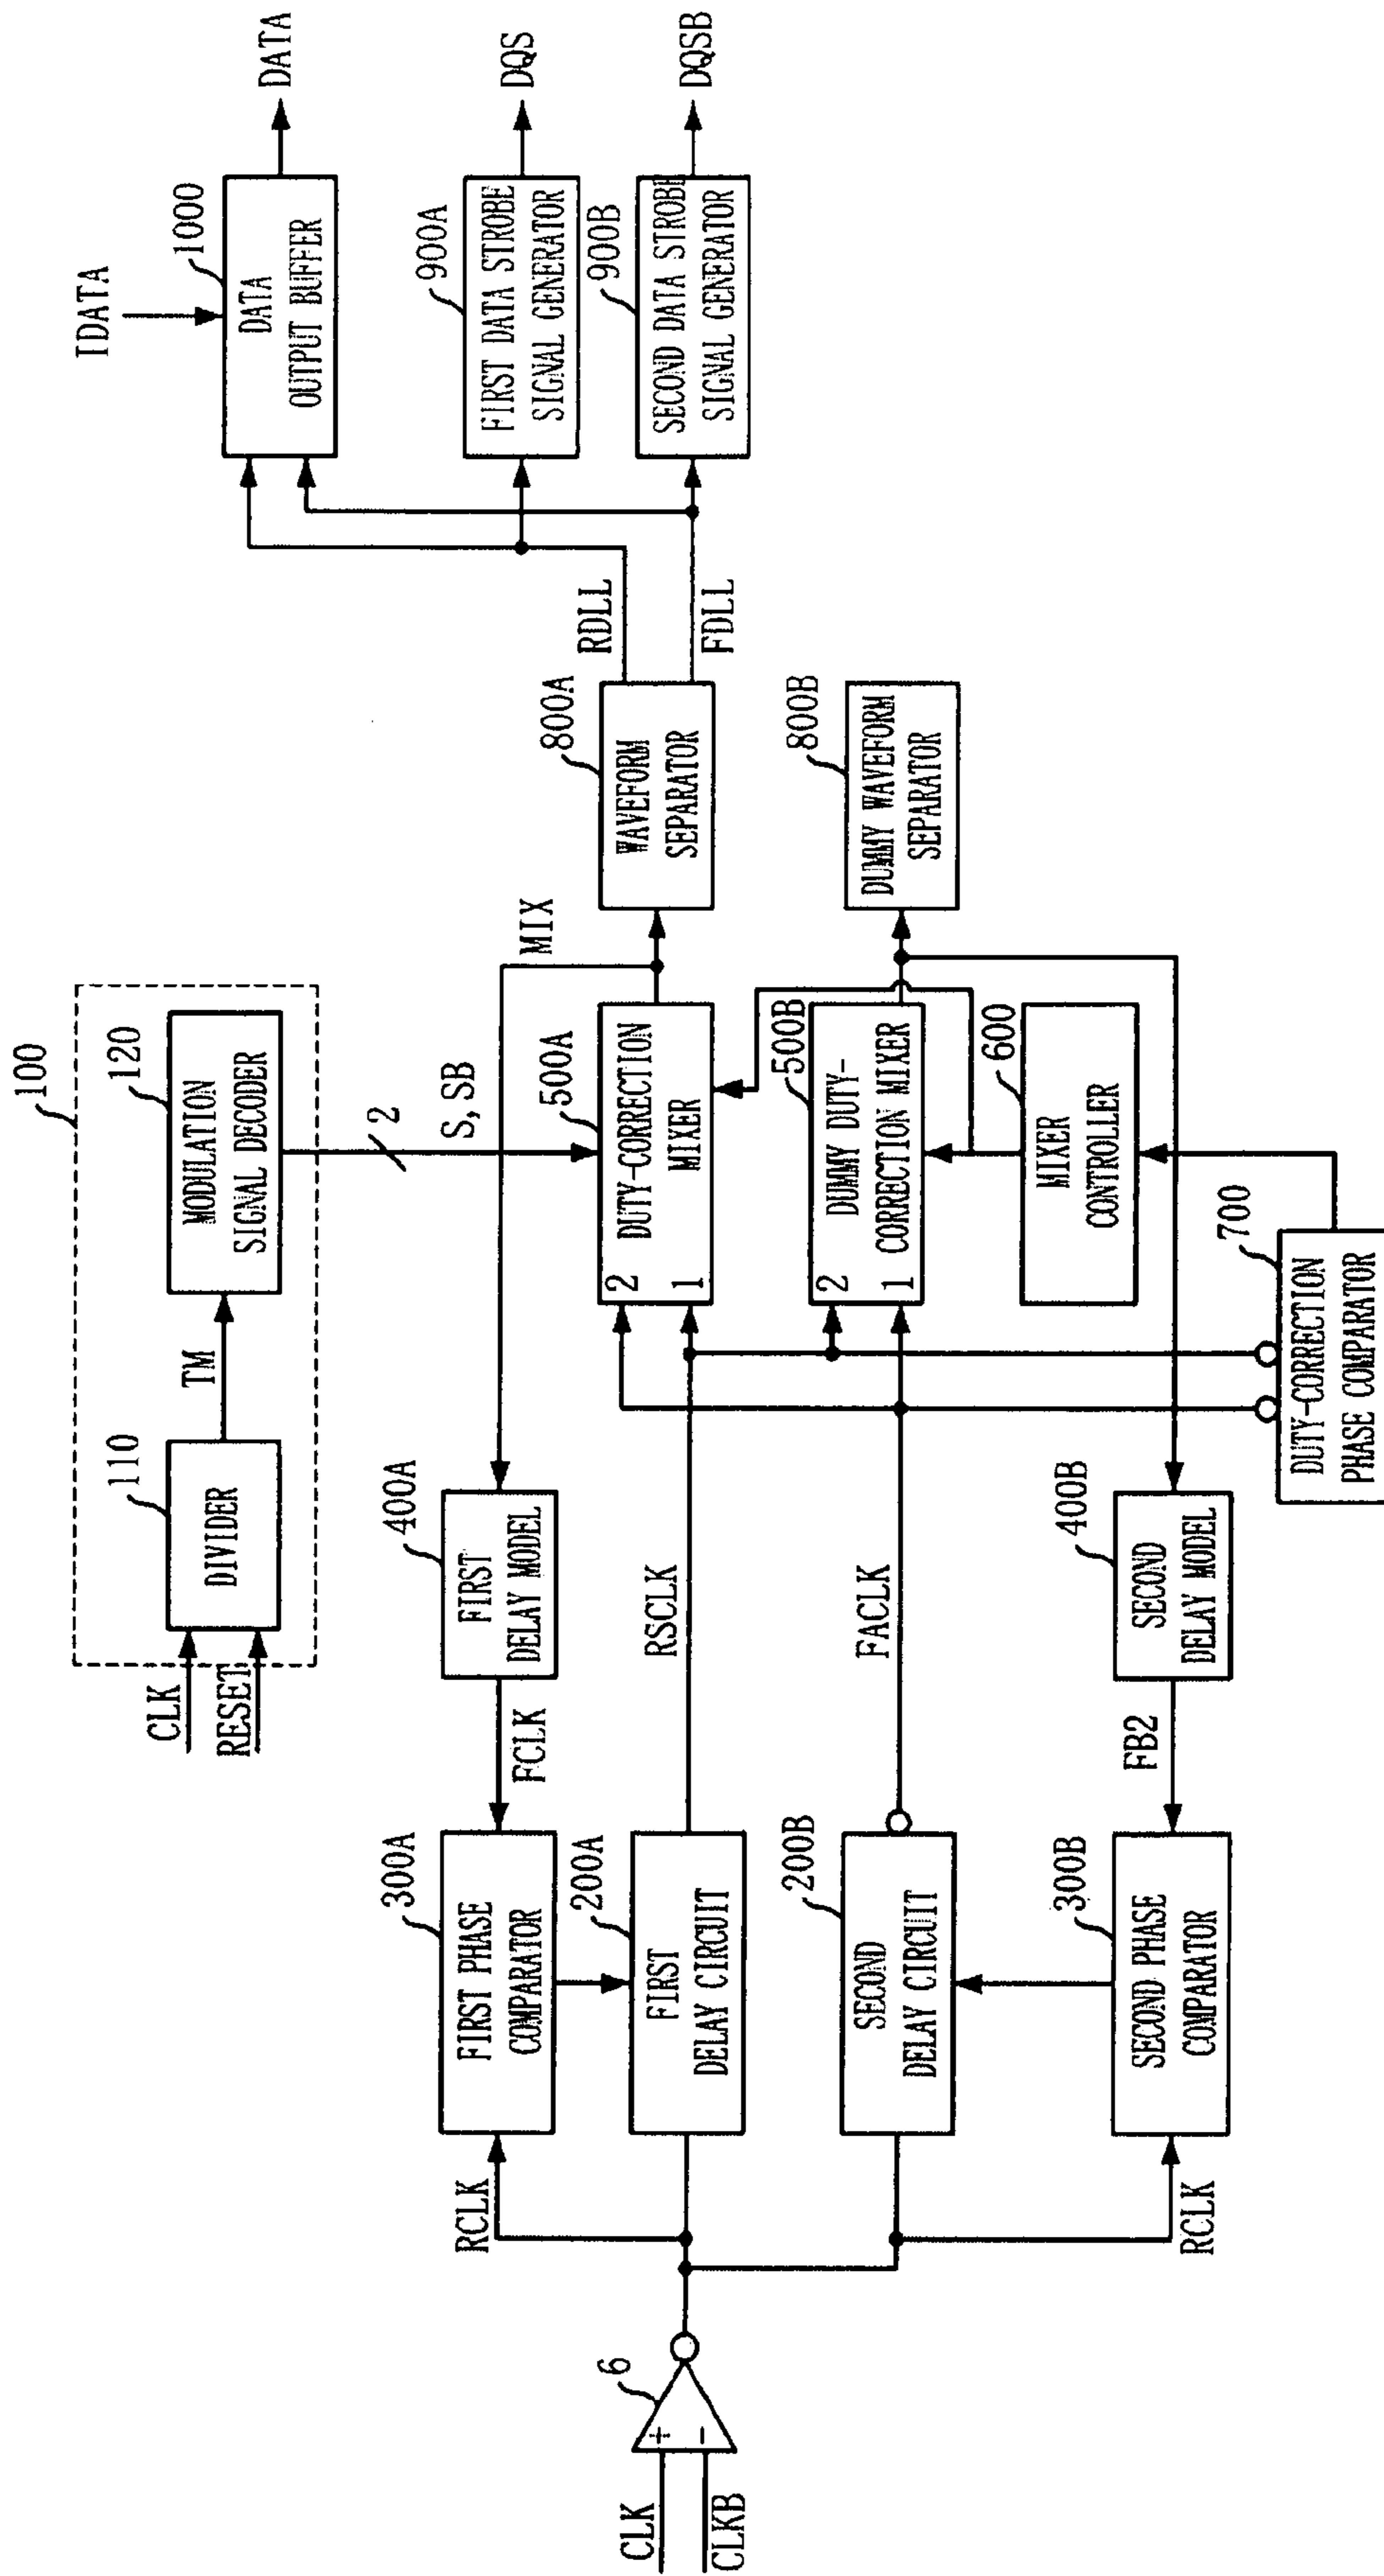 100
CLK
RESET
110
DIVIDER
TM
120
MODULATION
SIGNAL DECODER
2
S, SB
IDATA
1000
DATA
OUTPUT BUFFER
DATA
300A
FIRST PHASE
COMPARATOR
FCLK
400A
FIRST
DELAY MODEL
MIX
RCLK
200A
FIRST
DELAY CIRCUIT
RSCLK
500A
2
1
DUTY-CORRECTION
MIXER
800A
WAVEFORM
SEPARATOR
RDLL
FDLL
900A
FIRST DATA STROBE
SIGNAL GENERATOR
DQS
900B
SECOND DATA STROBE
SIGNAL GENERATOR
DQSB
CLK
CLKB
+
−
6
200B
SECOND
DELAY CIRCUIT
FACLK
500B
2
1
DUMMY DUTY-
CORRECTION MIXER
800B
DUMMY WAVEFORM
SEPARATOR
RCLK
300B
SECOND PHASE
COMPARATOR
FB2
400B
SECOND
DELAY MODEL
600
MIXER
CONTROLLER
700
DUTY-CORRECTION
PHASE COMPARATOR